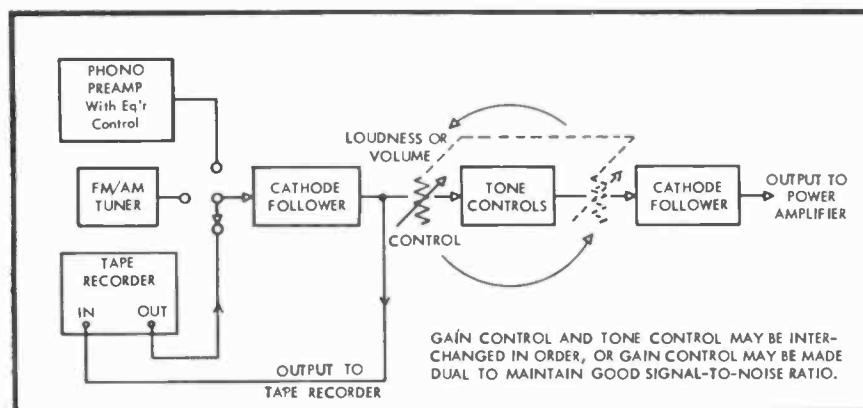 PHONO
PREAMP
With Eq'r
Control
FM/AM
TUNER
TAPE
RECORDER
IN
OUT
CATHODE
FOLLOWER
LOUDNESS OR
VOLUME
CONTROL
TONE
CONTROLS
CATHODE
FOLLOWER
OUTPUT TO
POWER
AMPLIFIER
OUTPUT TO
TAPE RECORDER
GAIN CONTROL AND TONE CONTROL MAY BE INTER-
CHANGED IN ORDER, OR GAIN CONTROL MAY BE MADE
DUAL TO MAINTAIN GOOD SIGNAL-TO-NOISE RATIO.